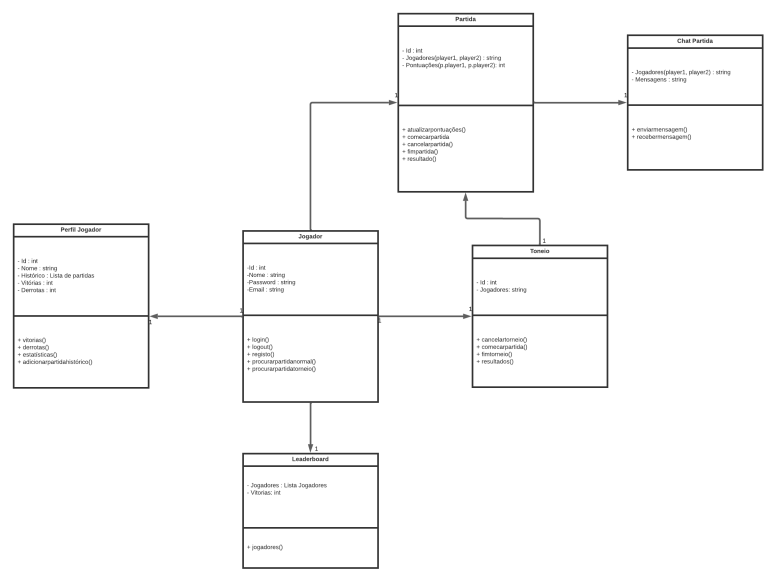 Partida
- Id : int
- Jogadores(player1, player2) : string
- Pontuações(p.player1, p.player2): int
+ atualizarpontuações()
+ comecarpartida
+ cancelarpartida()
+ fimpartida()
+ resultado()
Chat Partida
- Jogadores(player1, player2) : string
- Mensagens : string
+ enviarmensagem()
+ recebermensagem()
1
1
Perfil Jogador
- Id : int
- Nome : string
- Histórico : Lista de partidas
- Vitórias : int
- Derrotas : int
+ vitorias()
+ derrotas()
+ estatísticas()
+ adicionarpartidahistórico()
Jogador
-Id : int
-Nome : string
-Password : string
-Email : string
+ login()
+ logout()
+ registo()
+ procurarpartidanormal()
+ procurarpartidatorneio()
1
1
1
Toneio
- Id : int
- Jogadores: string
+ cancelartorneio()
+ comecarpartida()
+ fimtorneio()
+ resultados()
1
1
Leaderboard
- Jogadores : Lista Jogadores
- Vitorias: int
+ jogadores()
1